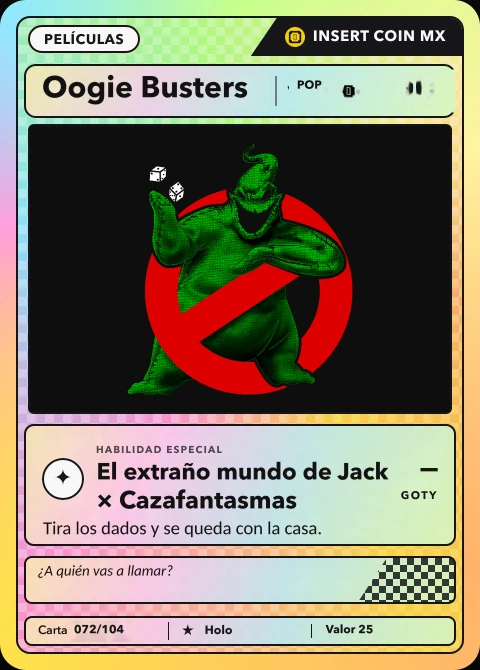 PELÍCULAS
INSERT COIN MX
Oogie Busters
POP
HABILIDAD ESPECIAL
El extraño mundo de Jack
× Cazafantasmas
—
GOTY
Tira los dados y se queda con la casa.
¿A quién vas a llamar?
Carta 072/104 ★ Holo Valor 25